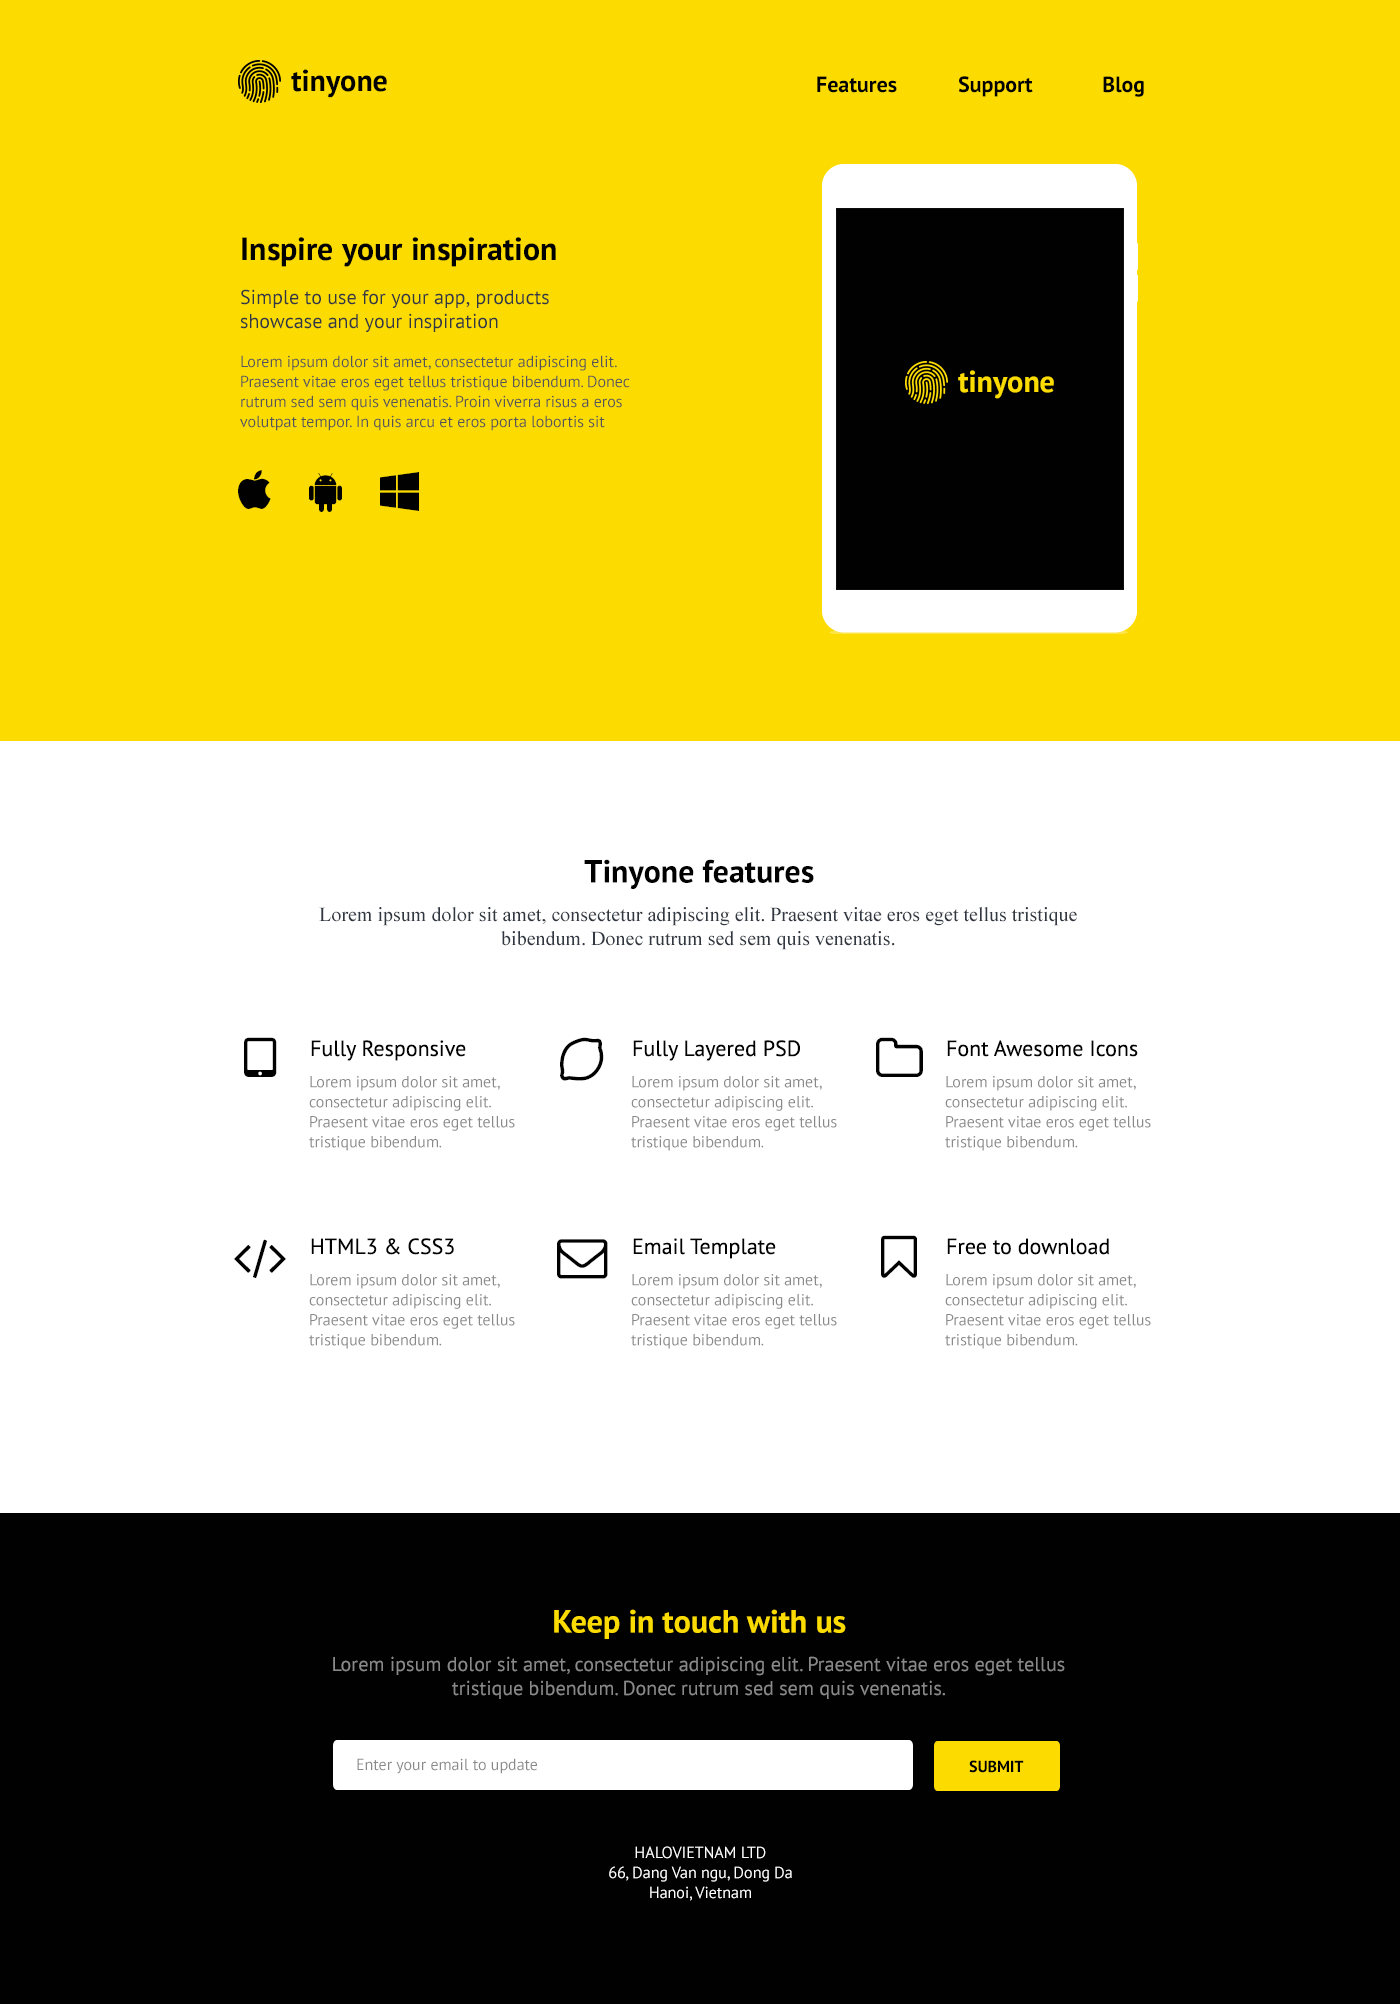 tinyone
Features
Support
Blog
Inspire your inspiration
Simple to use for your app, products
showcase and your inspiration
Lorem ipsum dolor sit amet, consectetur adipiscing elit.
Praesent vitae eros eget tellus tristique bibendum. Donec
rutrum sed sem quis venenatis. Proin viverra risus a eros
volutpat tempor. In quis arcu et eros porta lobortis sit
tinyone
Tinyone features
Lorem ipsum dolor sit amet, consectetur adipiscing elit. Praesent vitae eros eget tellus tristique
bibendum. Donec rutrum sed sem quis venenatis.
Fully Responsive
Lorem ipsum dolor sit amet,
consectetur adipiscing elit.
Praesent vitae eros eget tellus
tristique bibendum.
Fully Layered PSD
Lorem ipsum dolor sit amet,
consectetur adipiscing elit.
Praesent vitae eros eget tellus
tristique bibendum.
Font Awesome Icons
Lorem ipsum dolor sit amet,
consectetur adipiscing elit.
Praesent vitae eros eget tellus
tristique bibendum.
HTML3 & CSS3
Lorem ipsum dolor sit amet,
consectetur adipiscing elit.
Praesent vitae eros eget tellus
tristique bibendum.
Email Template
Lorem ipsum dolor sit amet,
consectetur adipiscing elit.
Praesent vitae eros eget tellus
tristique bibendum.
Free to download
Lorem ipsum dolor sit amet,
consectetur adipiscing elit.
Praesent vitae eros eget tellus
tristique bibendum.
Keep in touch with us
Lorem ipsum dolor sit amet, consectetur adipiscing elit. Praesent vitae eros eget tellus
tristique bibendum. Donec rutrum sed sem quis venenatis.
Enter your email to update
SUBMIT
HALOVIETNAM LTD
66, Dang Van ngu, Dong Da
Hanoi, Vietnam